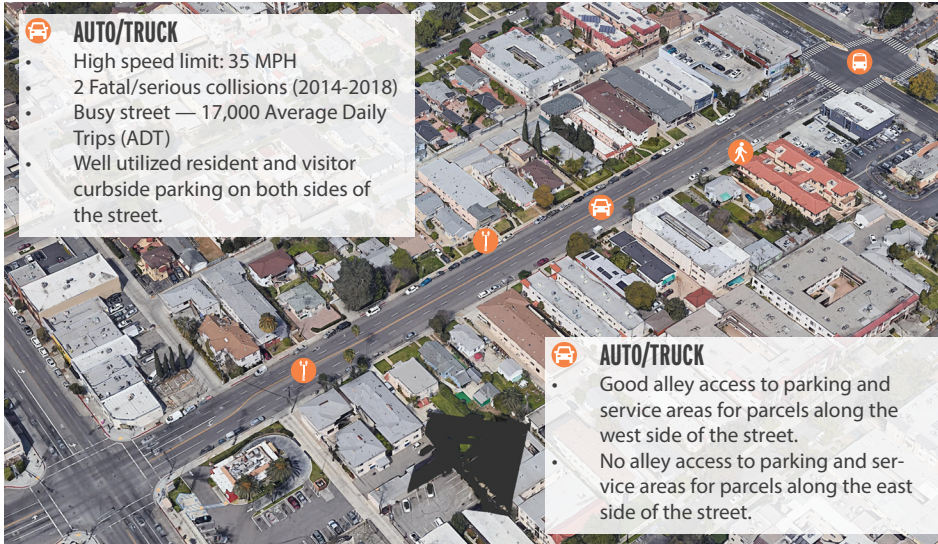 AUTO/TRUCK
• High speed limit: 35 MPH
• 2 Fatal/serious collisions (2014-2018)
• Busy street — 17,000 Average Daily
Trips (ADT)
• Well utilized resident and visitor
curbside parking on both sides of
the street.
AUTO/TRUCK
• Good alley access to parking and
service areas for parcels along the
west side of the street.
• No alley access to parking and ser-
vice areas for parcels along the east
side of the street.